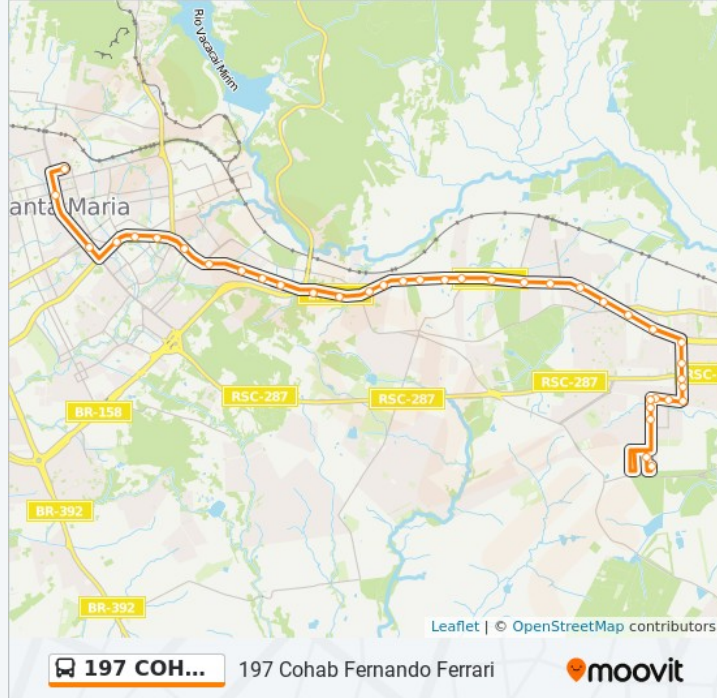 Rio Vacacaí Mirim
anta Maria
RSC-
RSC-287
RSC-287
RSC-287
BR-158
BR-392
BR-392
Leaflet | © OpenStreetMap contributors
197 COH...
197 Cohab Fernando Ferrari
moovit